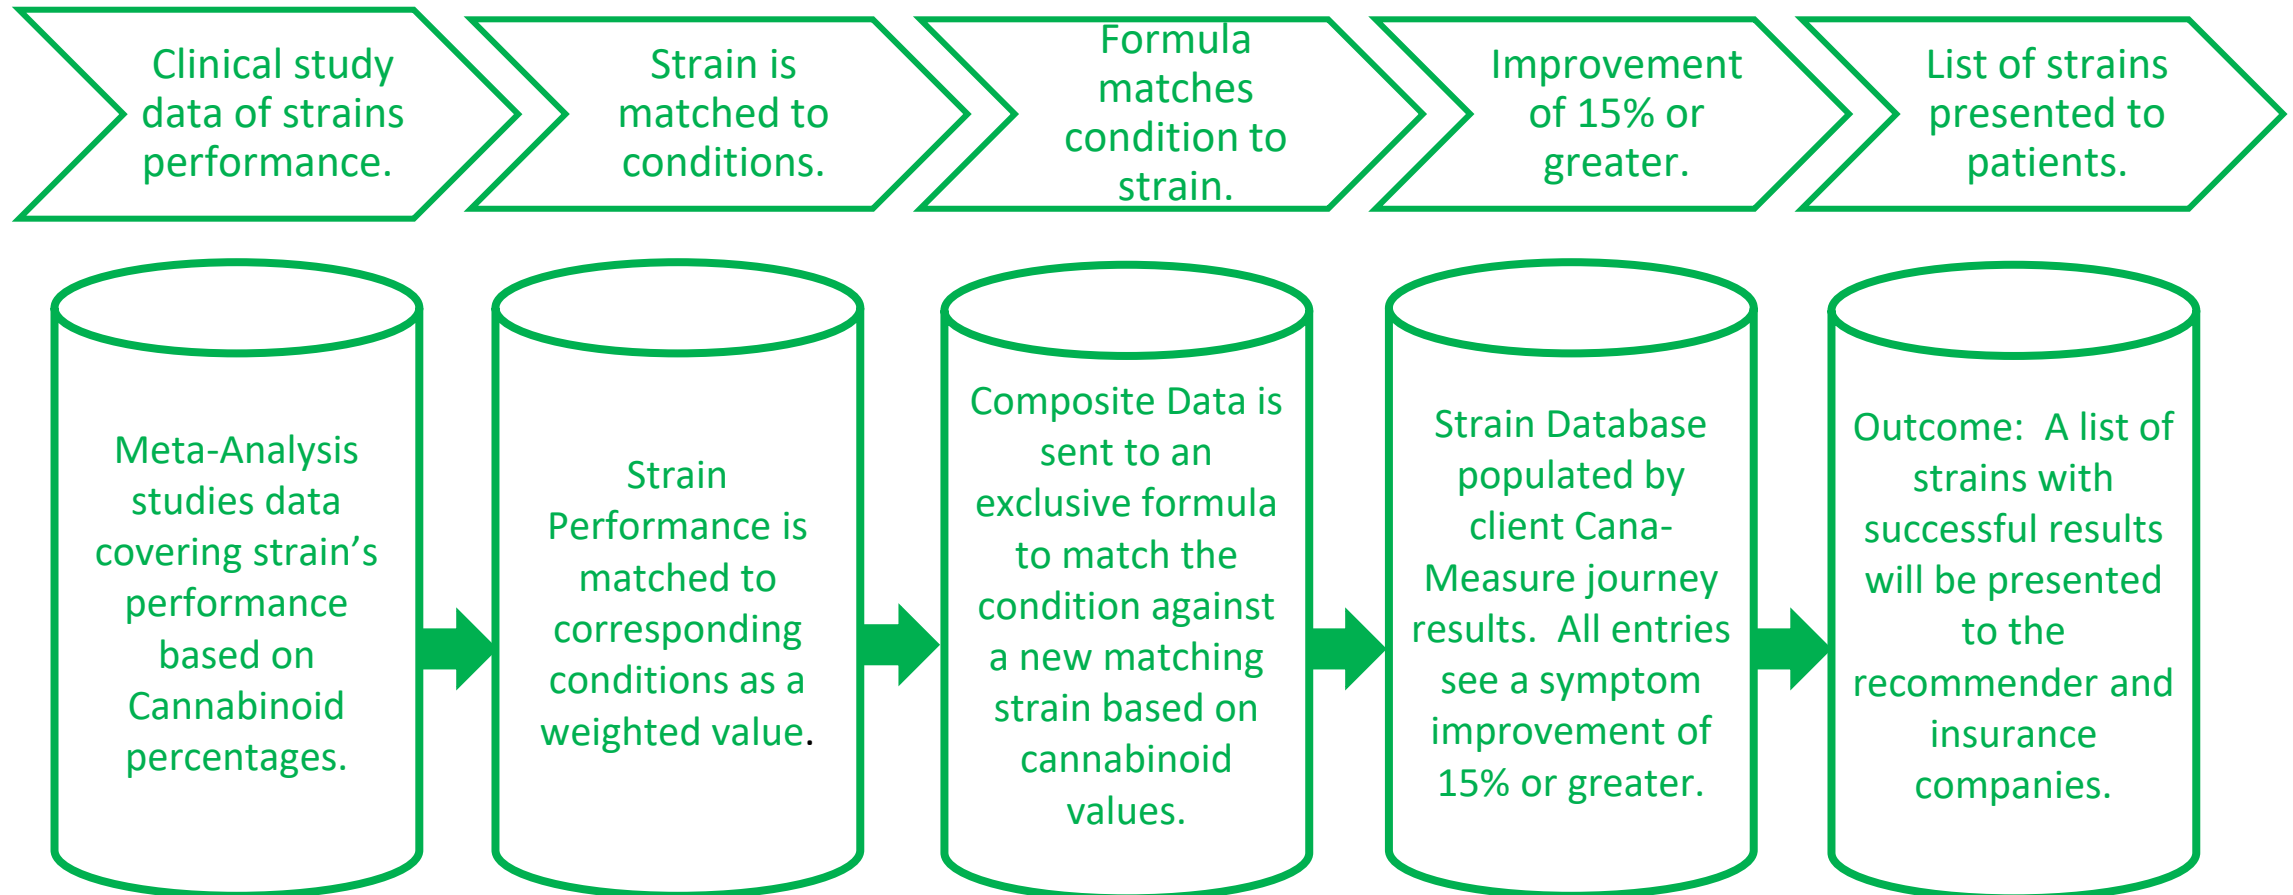 Clinical study
data of strains
performance.
Strain is
matched to
conditions.
Formula
matches
condition to
strain.
Improvement
of 15% or
greater.
List of strains
presented to
patients.
Meta-Analysis
studies data
covering strain’s
performance
based on
Cannabinoid
percentages.
Strain
Performance is
matched to
corresponding
conditions as a
weighted value.
Composite Data is
sent to an
exclusive formula
to match the
condition against
a new matching
strain based on
cannabinoid
values.
Strain Database
populated by
client Cana-
Measure journey
results.  All entries
see a symptom
improvement of
15% or greater.
Outcome:  A list of
strains with
successful results
will be presented
to the
recommender and
insurance
companies.